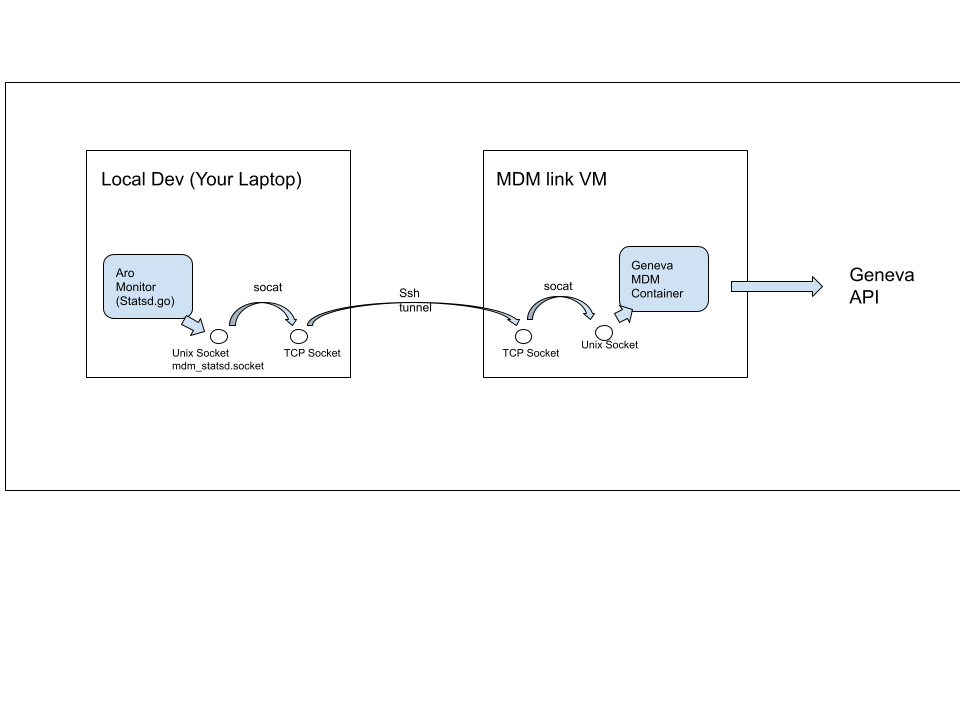 Local Dev (Your Laptop)
Aro
Monitor
(Statsd.go)
socat
Unix Socket
mdm_statsd.socket
TCP Socket
Ssh
tunnel
MDM link VM
socat
TCP Socket
Unix Socket
Geneva
MDM
Container
Geneva
API